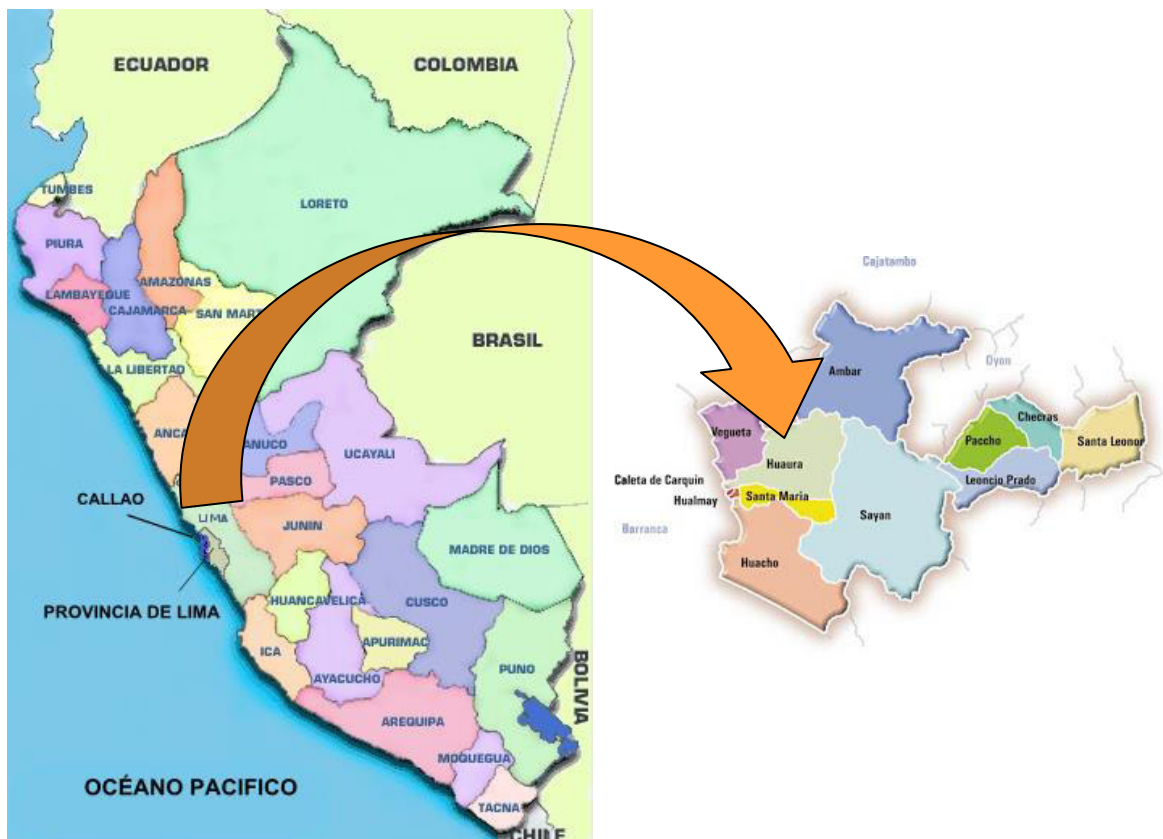 ECUADOR
COLOMBIA
TUMBES
LORETO
PIURA
AMAZONAS
LAMBAYEQUE
CAJAMARCA
SAN MART
BRASIL
LA LIBERTAD
ANCA
ANUCO
UCAYALI
PASCO
CALLAO
LIMA
JUNIN
MADRE DE DIOS
PROVINCIA DE LIMA
HUANCAVELICA
CUSCO
ICA
APURIMAC
AYACUCHO
PUNO
BOLIVIA
AREQUIPA
MOQUEGUA
OCÉANO PACIFICO
TACNA
CHILE
Cajatambo
Oyon
Ambar
Vegueta
Checras
Paccho
Santa Leonor
Huaura
Caleta de Carquin
Leoncio Prado
Hualmay
Santa Maria
Sayan
Barranca
Huacho